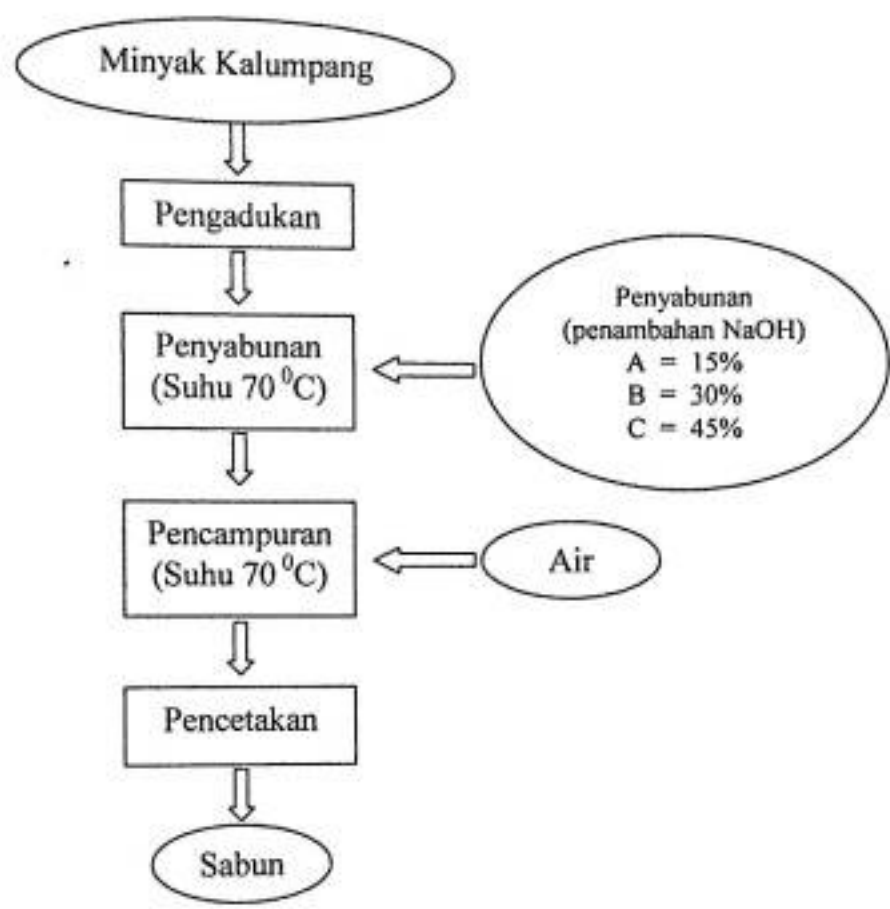 Minyak Kalumpang
Pengadukan
Penyabunan
(Suhu 70 ⁰C)
Penyabunan
(penambahan NaOH)
A = 15%
B = 30%
C = 45%
Pencampuran
(Suhu 70 ⁰C)
Air
Pencetakan
Sabun